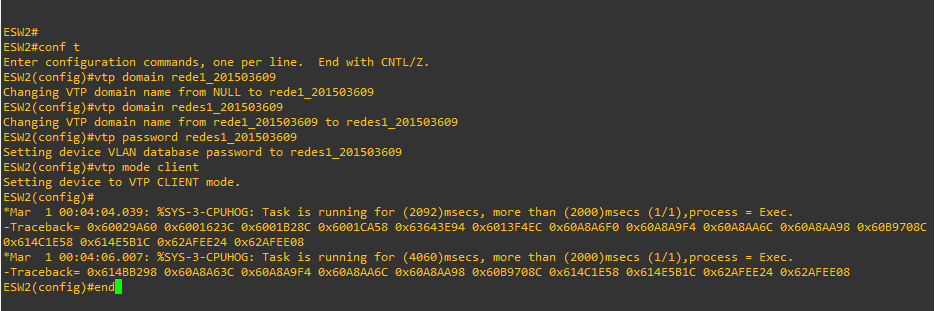 ESW2#
ESW2#conf t
Enter configuration commands, one per line.  End with CNTL/Z.
ESW2(config)#vtp domain rede1_201503609
Changing VTP domain name from NULL to rede1_201503609
ESW2(config)#vtp domain redes1_201503609
Changing VTP domain name from rede1_201503609 to redes1_201503609
ESW2(config)#vtp password redes1_201503609
Setting device VLAN database password to redes1_201503609
ESW2(config)#vtp mode client
Setting device to VTP CLIENT mode.
ESW2(config)#
*Mar  1 00:04:04.039: %SYS-3-CPUHOG: Task is running for (2092)msecs, more than (2000)msecs (1/1),process = Exec.
-Traceback= 0x60029A60 0x6001623C 0x6001B28C 0x6001CA58 0x63643E94 0x6013F4EC 0x60A8A6F0 0x60A8A9F4 0x60A8AA6C 0x60A8AA98 0x60B9708C
0x614C1E58 0x614E5B1C 0x62AFEE24 0x62AFEE08
*Mar  1 00:04:06.007: %SYS-3-CPUHOG: Task is running for (4060)msecs, more than (2000)msecs (1/1),process = Exec.
-Traceback= 0x614BB298 0x60A8A63C 0x60A8A9F4 0x60A8AA6C 0x60A8AA98 0x60B9708C 0x614C1E58 0x614E5B1C 0x62AFEE24 0x62AFEE08
ESW2(config)#end